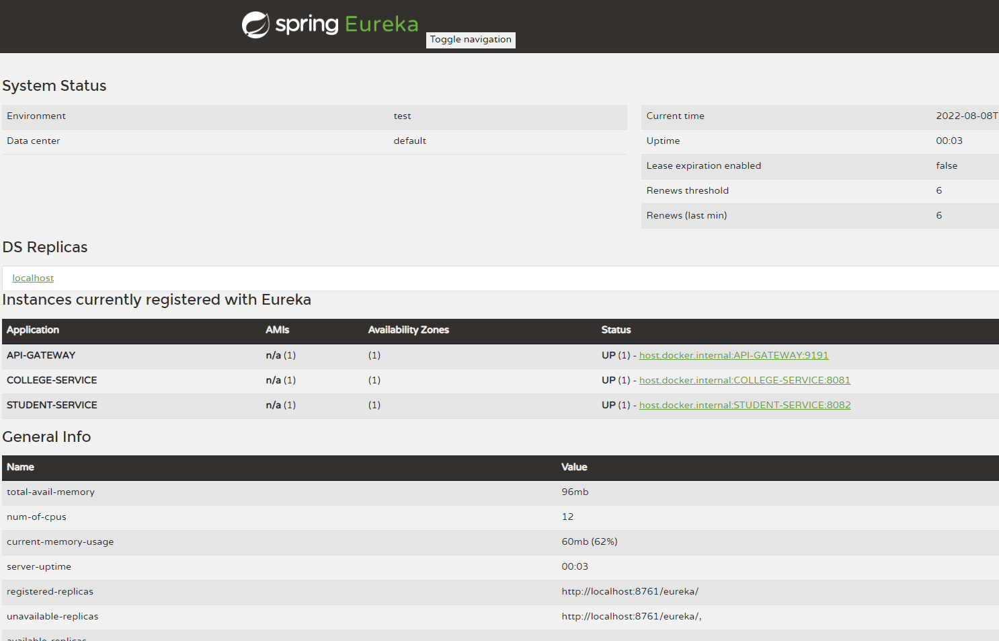 spring Eureka
Toggle navigation
System Status
Environment test
Data center default
Current time 2022-08-08T
Uptime 00:03
Lease expiration enabled false
Renews threshold 6
Renews (last min) 6
DS Replicas
localhost
Instances currently registered with Eureka
Application AMIs Availability Zones Status
API-GATEWAY n/a (1) (1) UP (1) - host.docker.internal:API-GATEWAY:9191
COLLEGE-SERVICE n/a (1) (1) UP (1) - host.docker.internal:COLLEGE-SERVICE:8081
STUDENT-SERVICE n/a (1) (1) UP (1) - host.docker.internal:STUDENT-SERVICE:8082
General Info
Name Value
total-avail-memory 96mb
num-of-cpus 12
current-memory-usage 60mb (62%)
server-uptime 00:03
registered-replicas http://localhost:8761/eureka/
unavailable-replicas http://localhost:8761/eureka/,
available-replicas